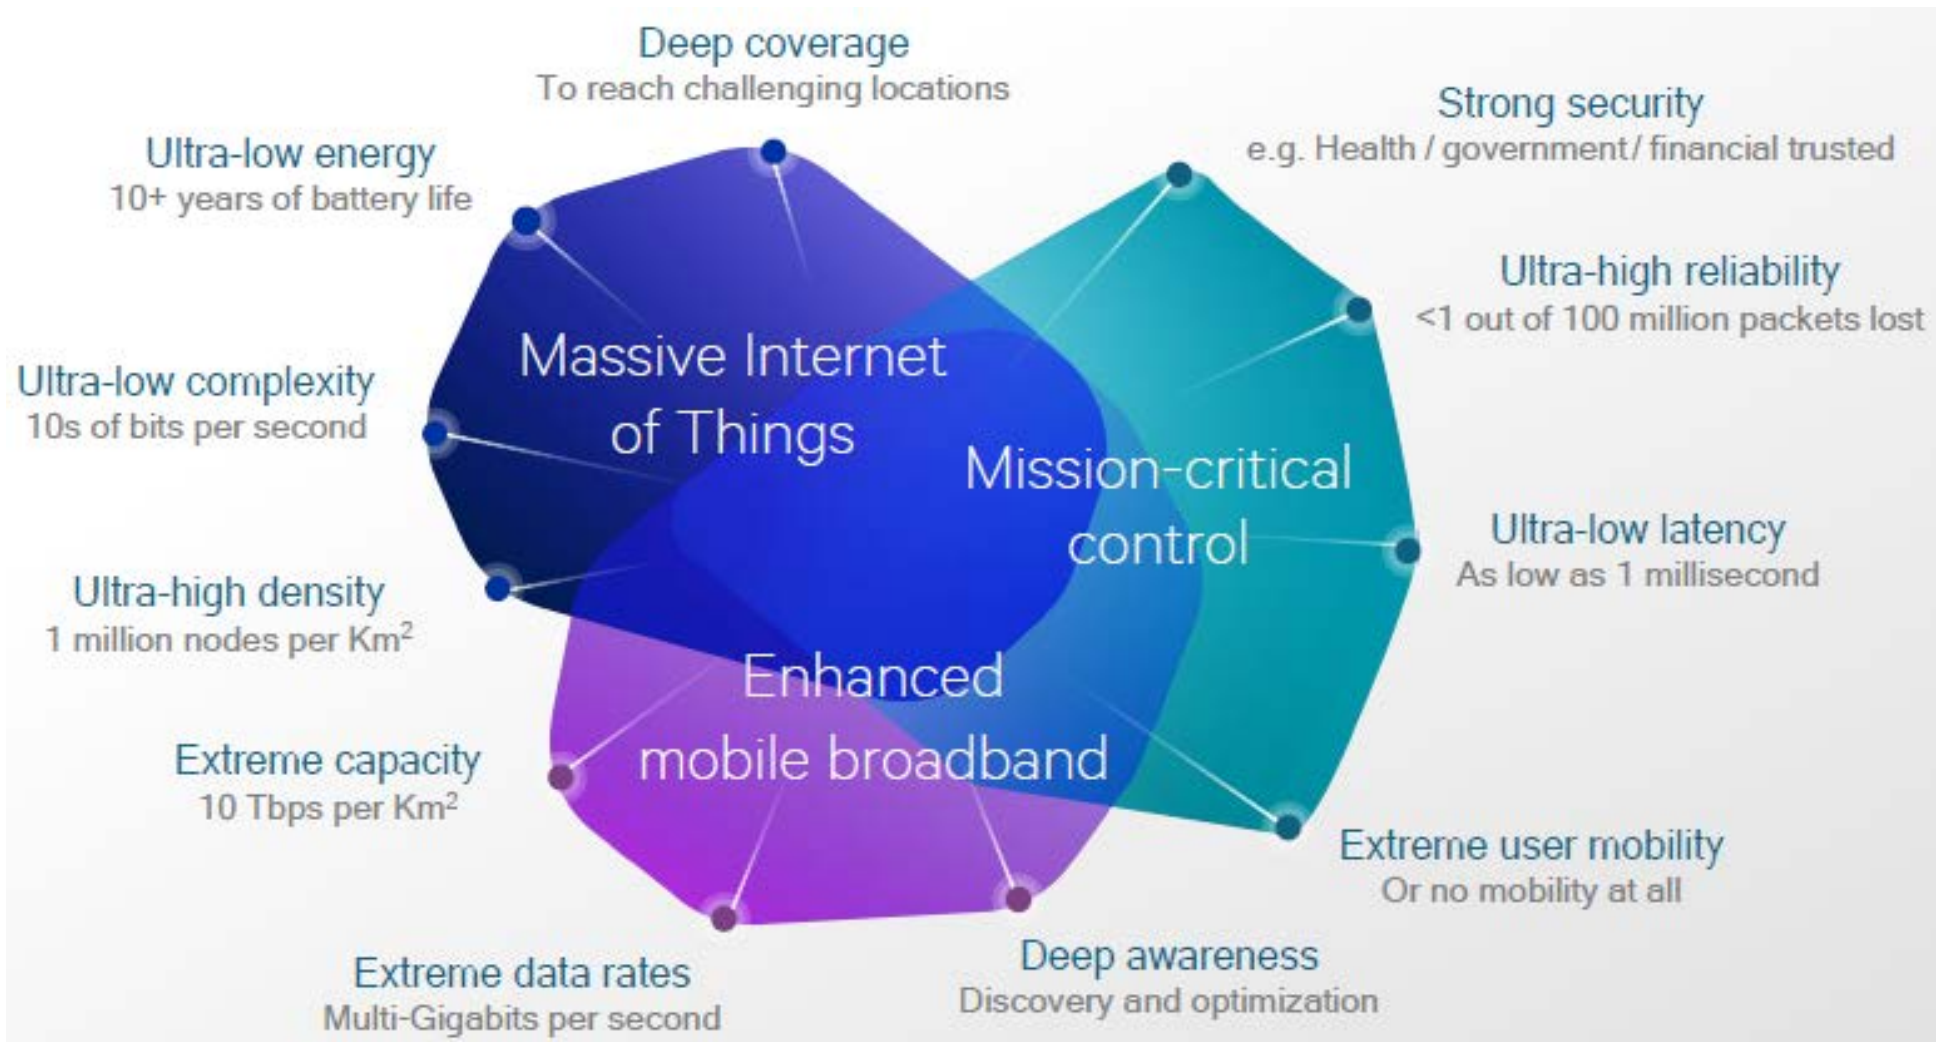 Deep coverage
To reach challenging locations
Strong security
e.g. Health / government / financial trusted
Ultra-low energy
10+ years of battery life
Ultra-high reliability
<1 out of 100 million packets lost
Massive Internet
of Things
Ultra-low complexity
10s of bits per second
Mission-critical
control
Ultra-low latency
As low as 1 millisecond
Ultra-high density
1 million nodes per Km²
Enhanced
mobile broadband
Extreme capacity
10 Tbps per Km²
Extreme user mobility
Or no mobility at all
Deep awareness
Discovery and optimization
Extreme data rates
Multi-Gigabits per second